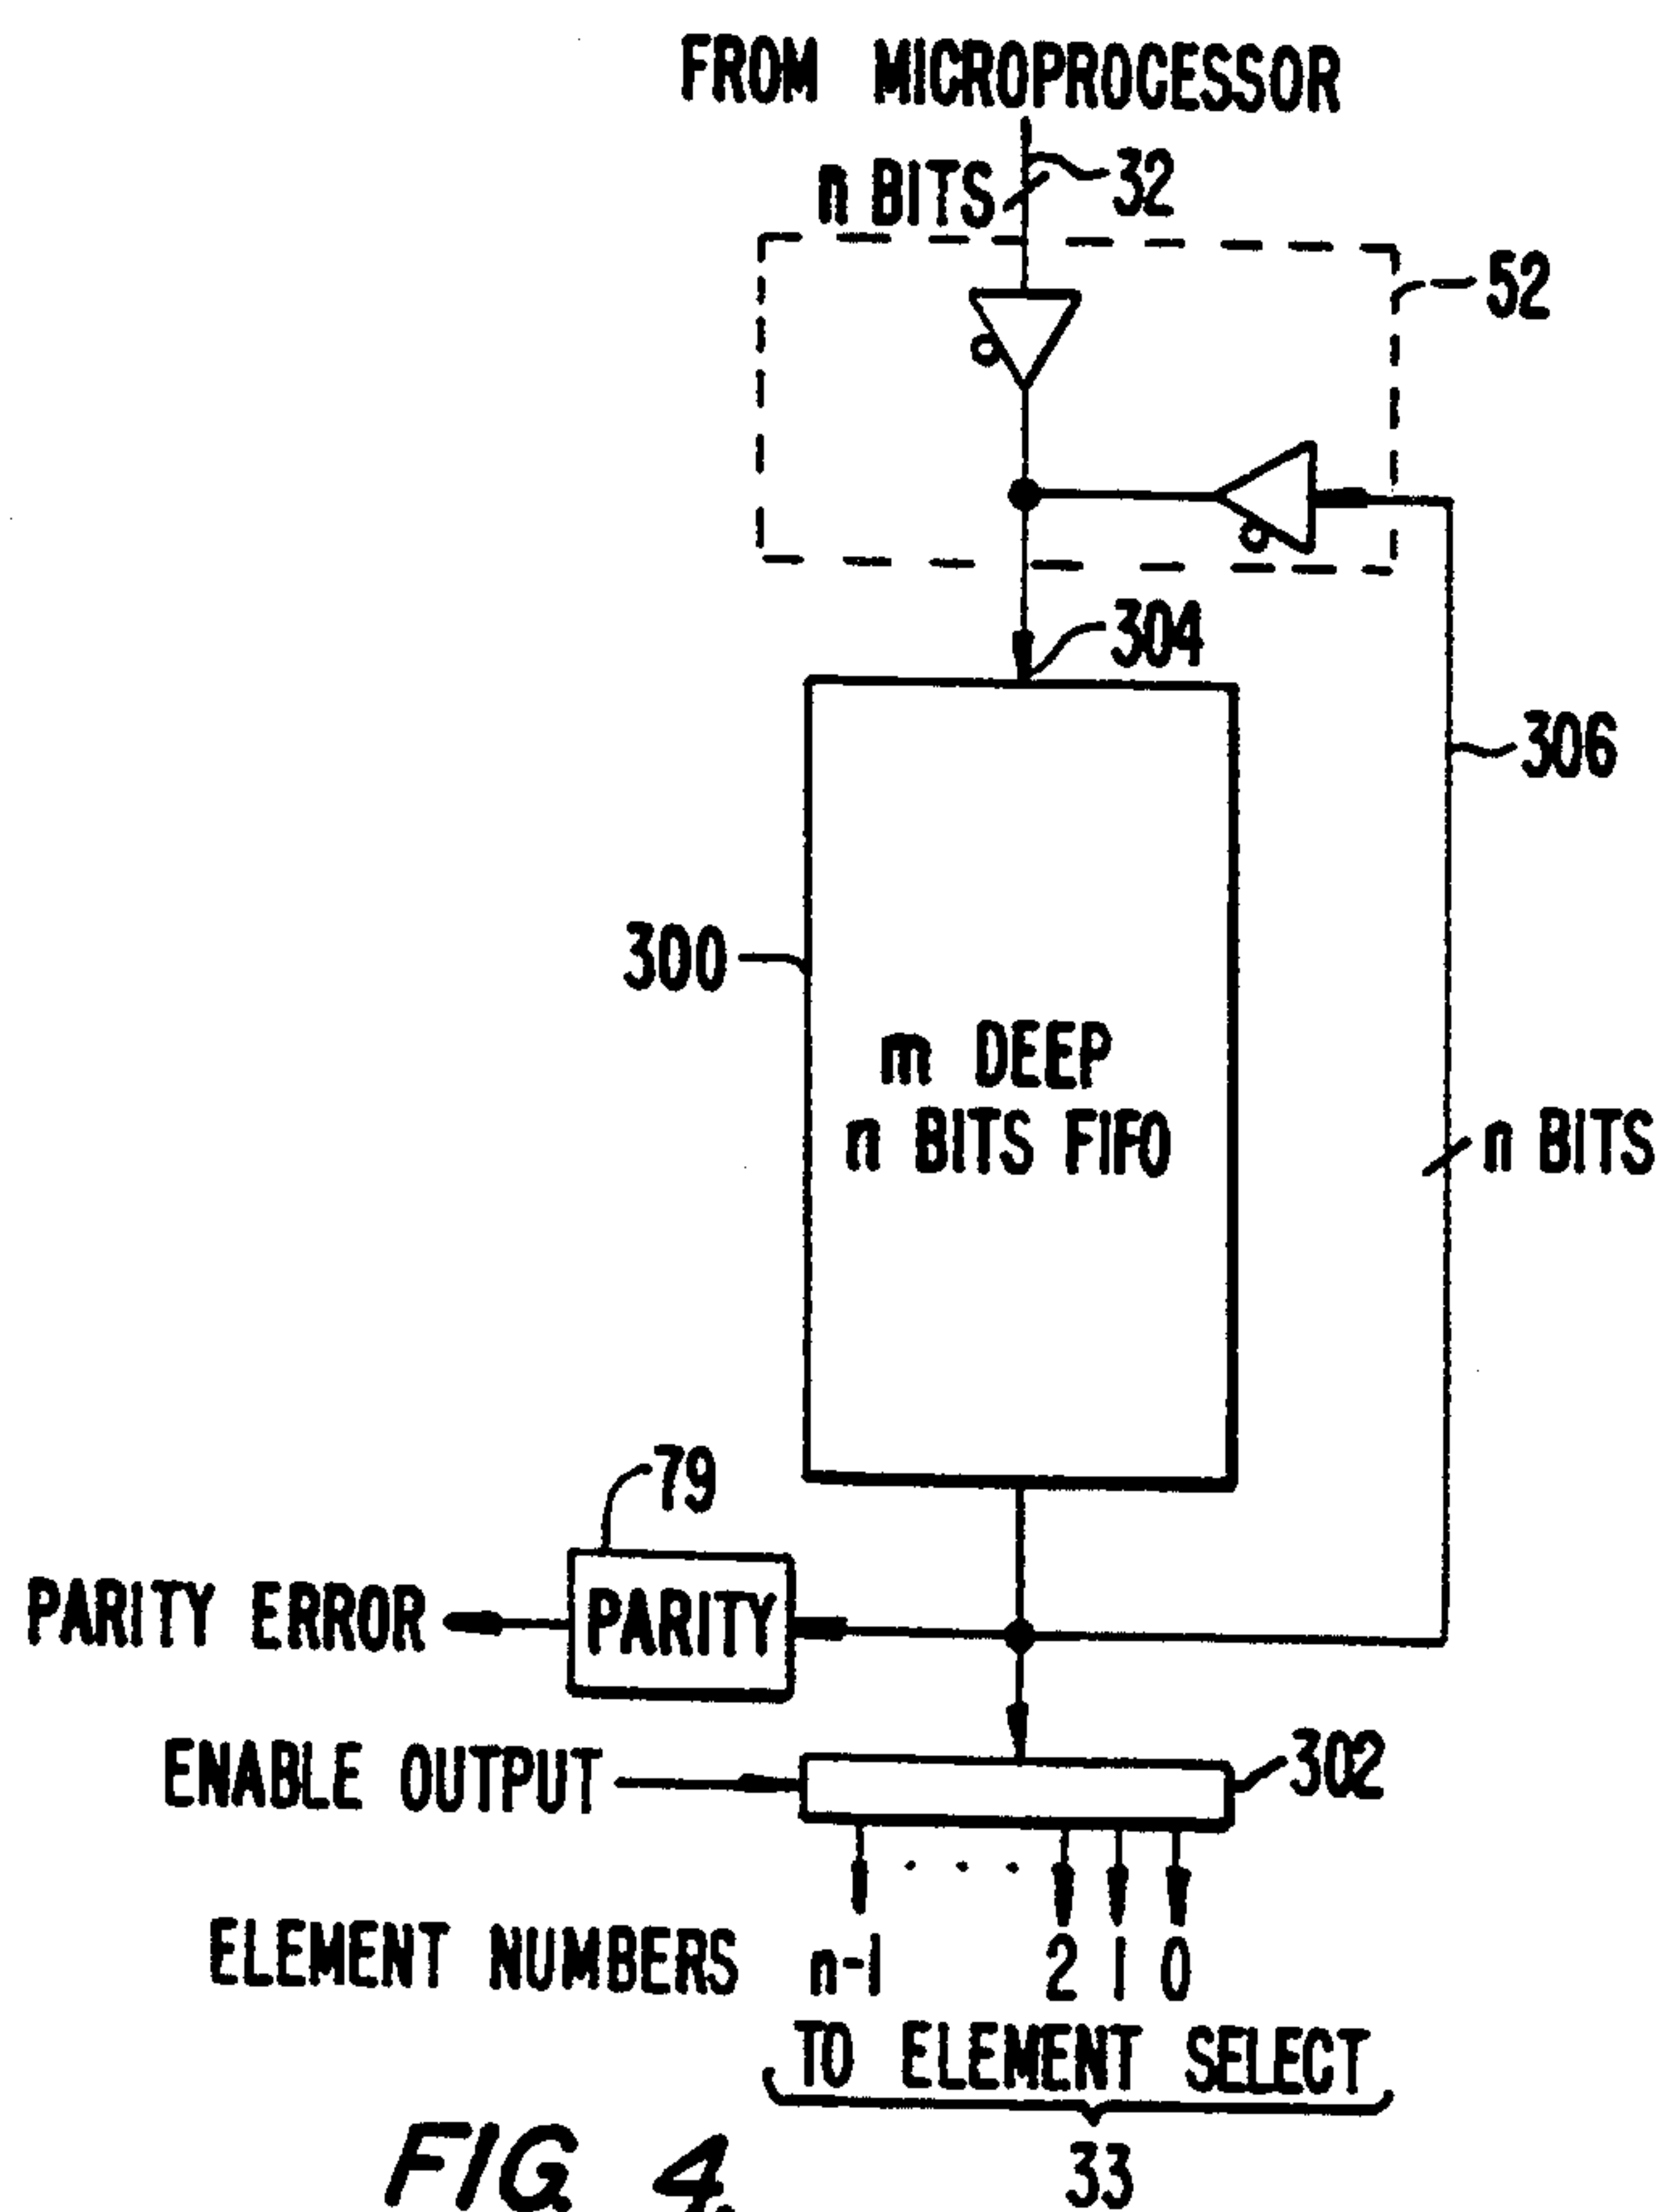 FROM MICROPROCESSOR
n BITS
32
52
304
306
300
m DEEP
n BITS FIFO
n BITS
79
PARITY ERROR
PARITY
ENABLE OUTPUT
302
ELEMENT NUMBERS n-1 2 1 0
TO ELEMENT SELECT
33
FIG. 4.